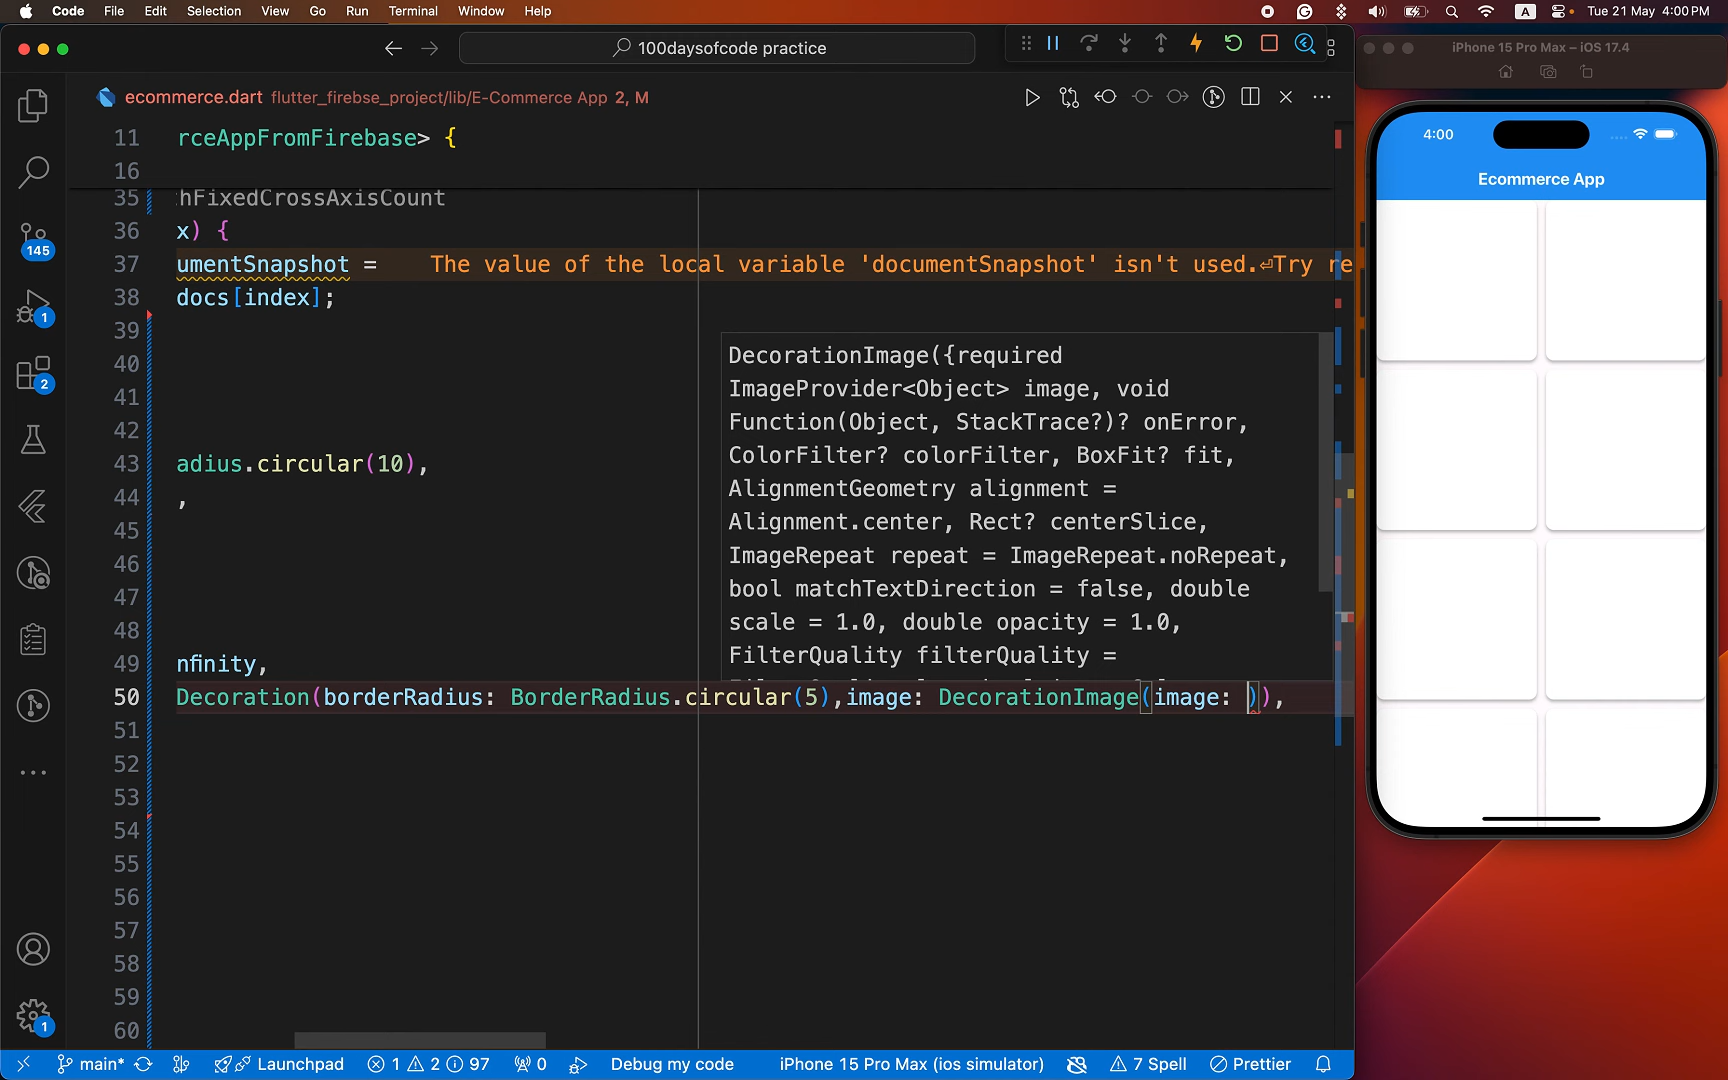 Code File Edit Selection View Go Run Terminal Window Help
A Tue 21 May 4:00 PM
100daysofcode practice
iPhone 15 Pro Max – iOS 17.4
ecommerce.dart flutter_firebse_project/lib/E-Commerce App 2, M
11 rceAppFromFirebase> {
16
35 hFixedCrossAxisCount
36 x) {
37 umentSnapshot = The value of the local variable 'documentSnapshot' isn't used.⏎Try re
38 docs[index];
39
40
41
42
43 adius.circular(10),
44 ,
45
46
47
48
49 nfinity,
50 Decoration(borderRadius: BorderRadius.circular(5),image: DecorationImage(image: )),
51
52
53
54
55
56
57
58
59
60
DecorationImage({required
ImageProvider<Object> image, void
Function(Object, StackTrace?)? onError,
ColorFilter? colorFilter, BoxFit? fit,
AlignmentGeometry alignment =
Alignment.center, Rect? centerSlice,
ImageRepeat repeat = ImageRepeat.noRepeat,
bool matchTextDirection = false, double
scale = 1.0, double opacity = 1.0,
FilterQuality filterQuality =
145
1
2
1
4:00
Ecommerce App
main* Launchpad 1 2 97 0 Debug my code iPhone 15 Pro Max (ios simulator) 7 Spell Prettier